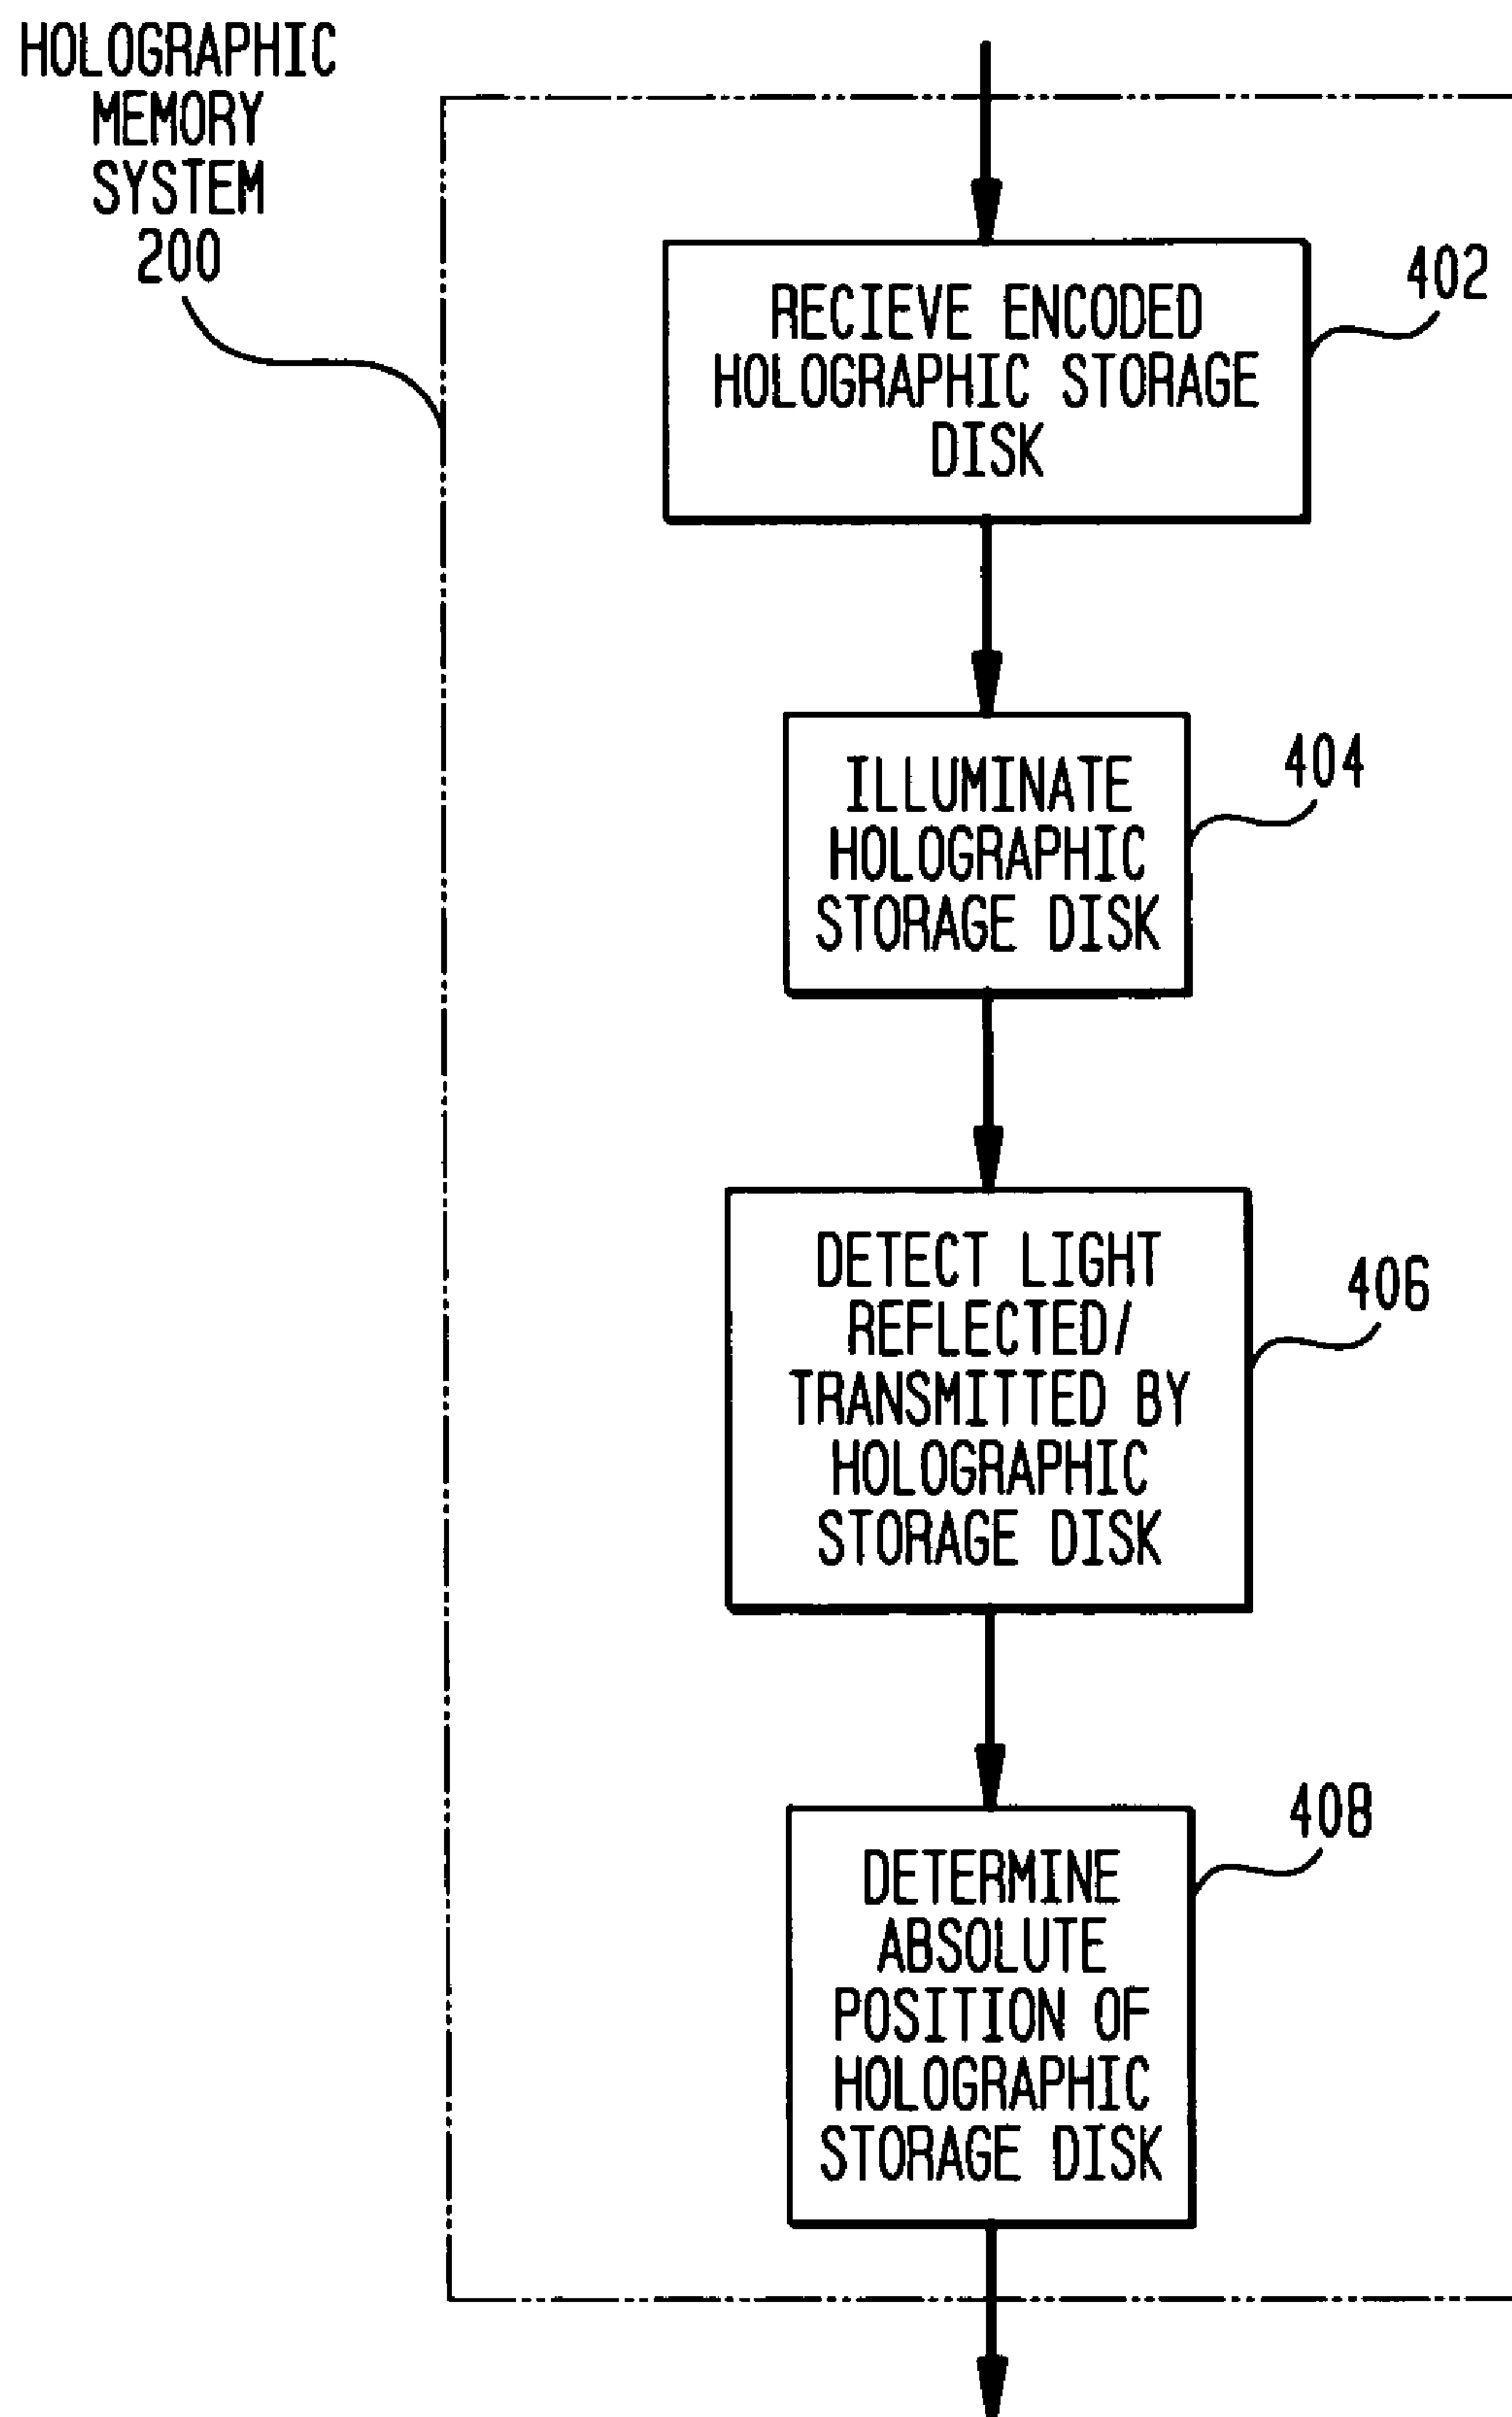 HOLOGRAPHIC
MEMORY
SYSTEM
200
RECIEVE ENCODED
HOLOGRAPHIC STORAGE
DISK
402
ILLUMINATE
HOLOGRAPHIC
STORAGE DISK
404
DETECT LIGHT
REFLECTED/
TRANSMITTED BY
HOLOGRAPHIC
STORAGE DISK
406
DETERMINE
ABSOLUTE
POSITION OF
HOLOGRAPHIC
STORAGE DISK
408